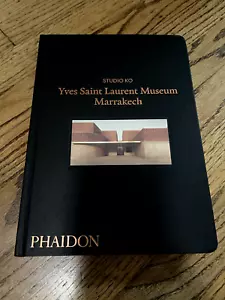 STUDIO KO
Yves Saint Laurent Museum
Marrakech
PHAIDON